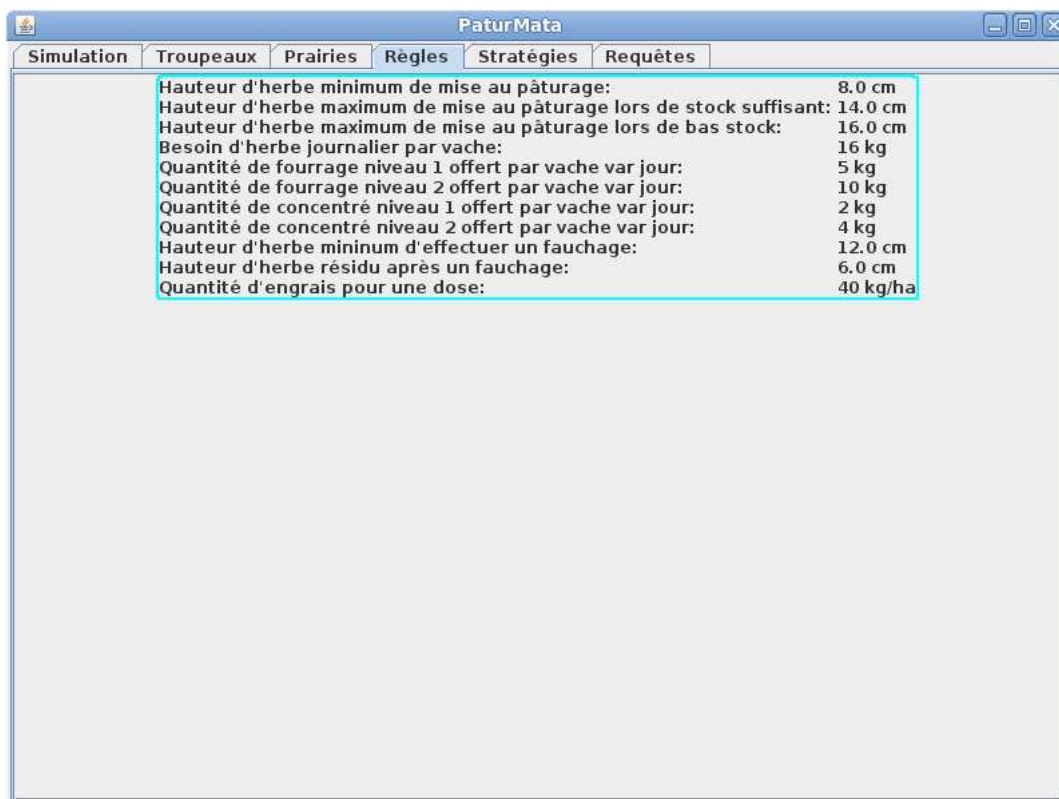 PaturMata
Simulation Troupeaux Prairies Règles Stratégies Requêtes
Hauteur d'herbe minimum de mise au pâturage: 8.0 cm
Hauteur d'herbe maximum de mise au pâturage lors de stock suffisant: 14.0 cm
Hauteur d'herbe maximum de mise au pâturage lors de bas stock: 16.0 cm
Besoin d'herbe journalier par vache: 16 kg
Quantité de fourrage niveau 1 offert par vache var jour: 5 kg
Quantité de fourrage niveau 2 offert par vache var jour: 10 kg
Quantité de concentré niveau 1 offert par vache var jour: 2 kg
Quantité de concentré niveau 2 offert par vache var jour: 4 kg
Hauteur d'herbe mininum d'effectuer un fauchage: 12.0 cm
Hauteur d'herbe résidu après un fauchage: 6.0 cm
Quantité d'engrais pour une dose: 40 kg/ha